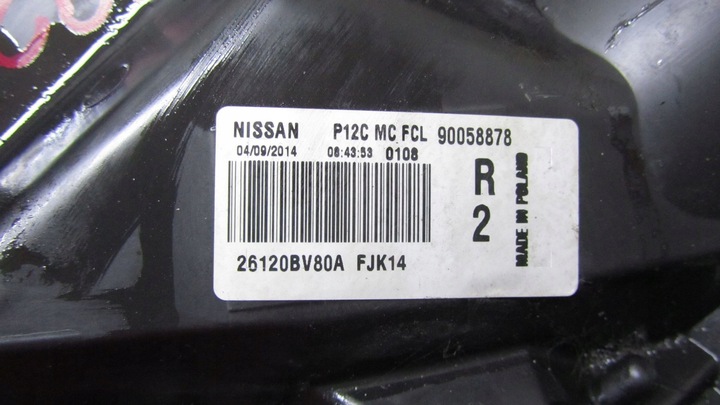 NISSAN P12C MC FCL 90058878
04/09/2014 08:43:53 0108
R
2
MADE IN POLAND
26120BV80A FJK14